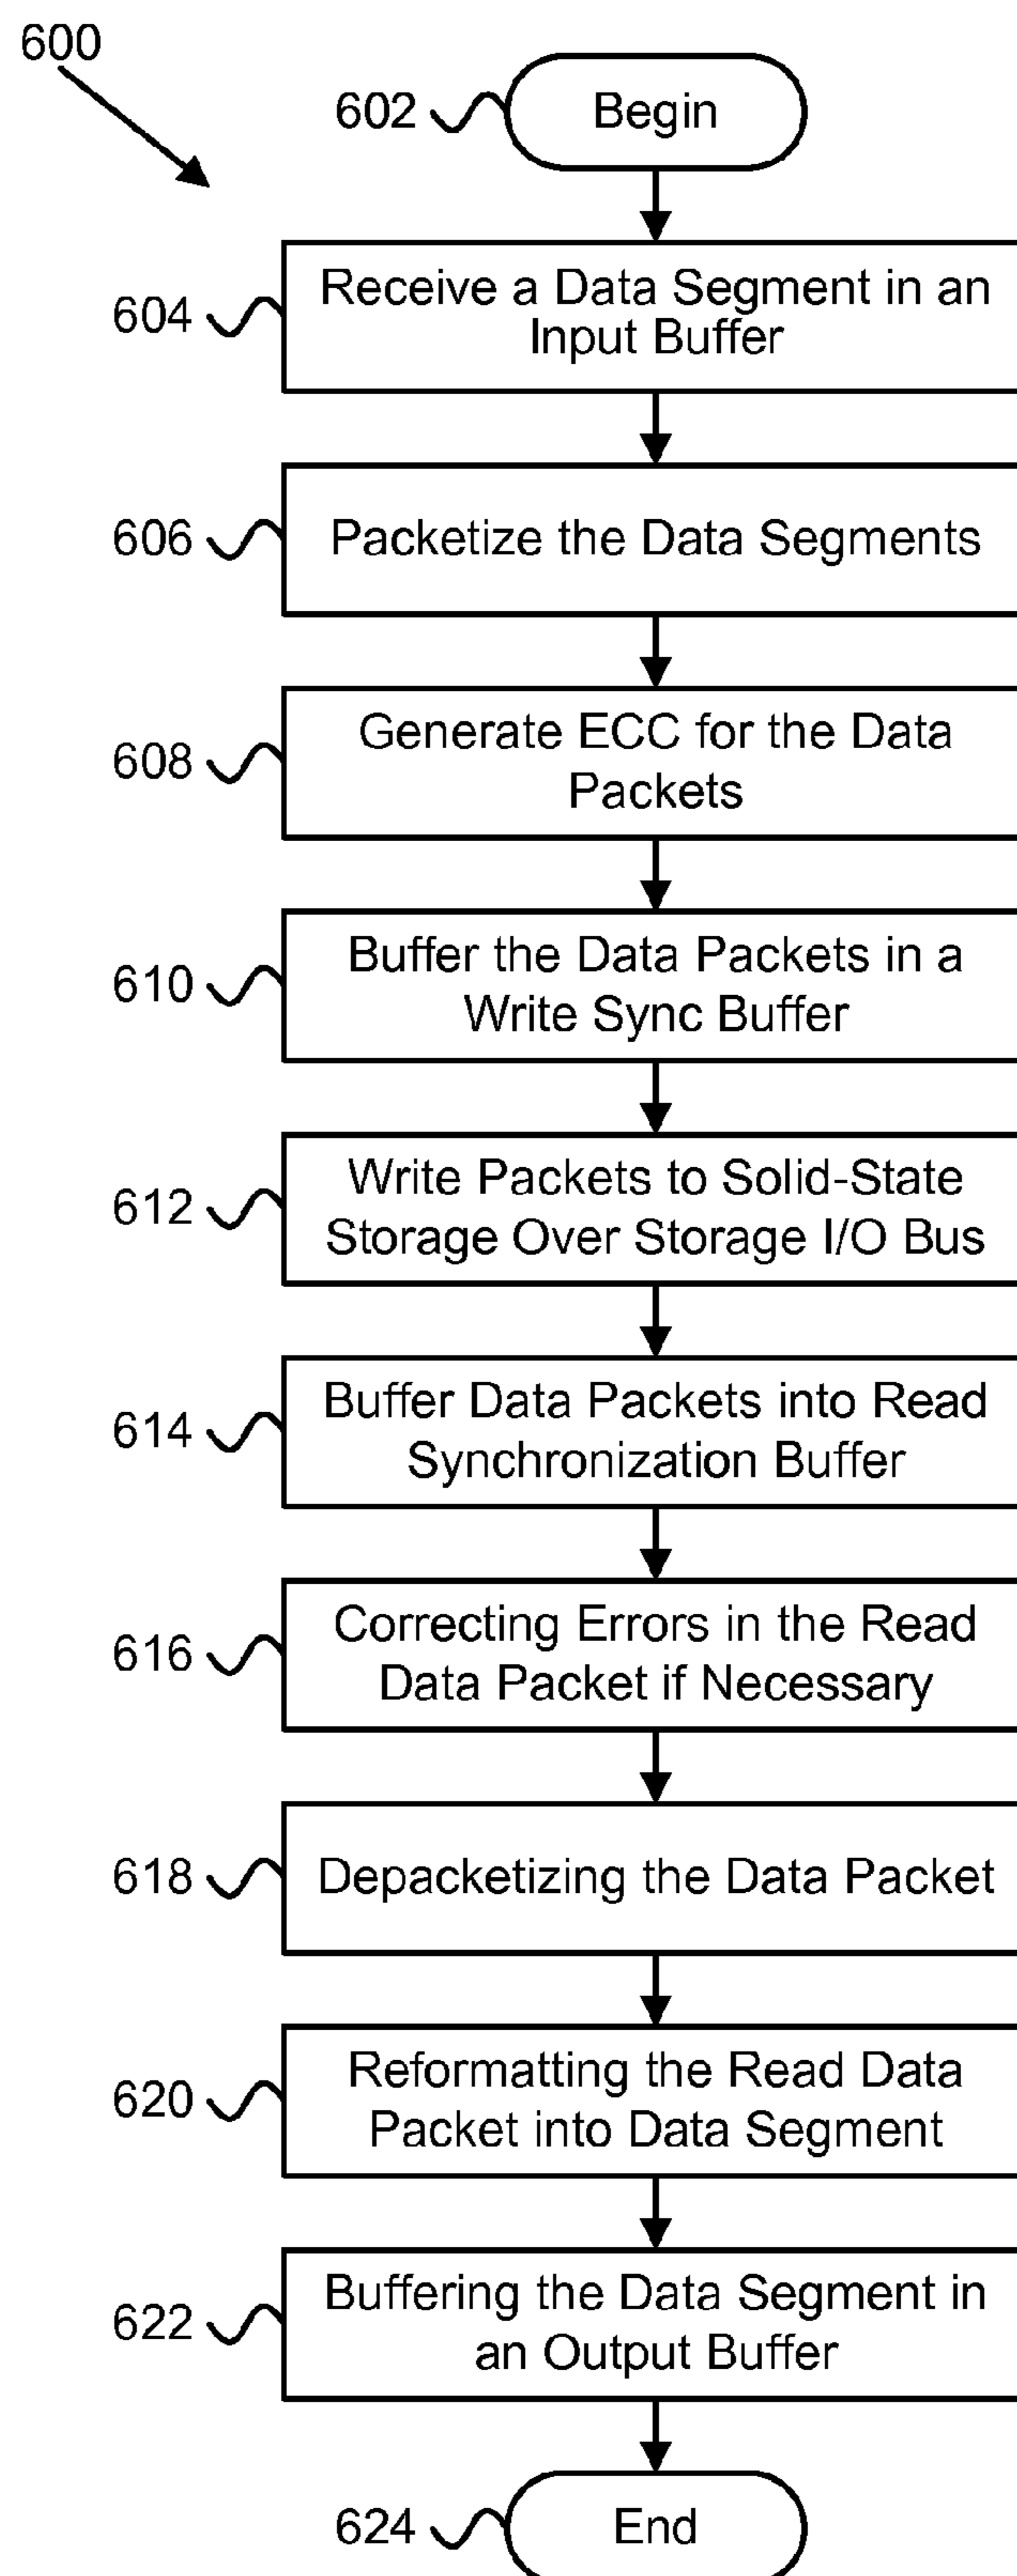 600
602
Begin
604
Receive a Data Segment in an
Input Buffer
606
Packetize the Data Segments
608
Generate ECC for the Data
Packets
610
Buffer the Data Packets in a
Write Sync Buffer
612
Write Packets to Solid-State
Storage Over Storage I/O Bus
614
Buffer Data Packets into Read
Synchronization Buffer
616
Correcting Errors in the Read
Data Packet if Necessary
618
Depacketizing the Data Packet
620
Reformatting the Read Data
Packet into Data Segment
622
Buffering the Data Segment in
an Output Buffer
624
End